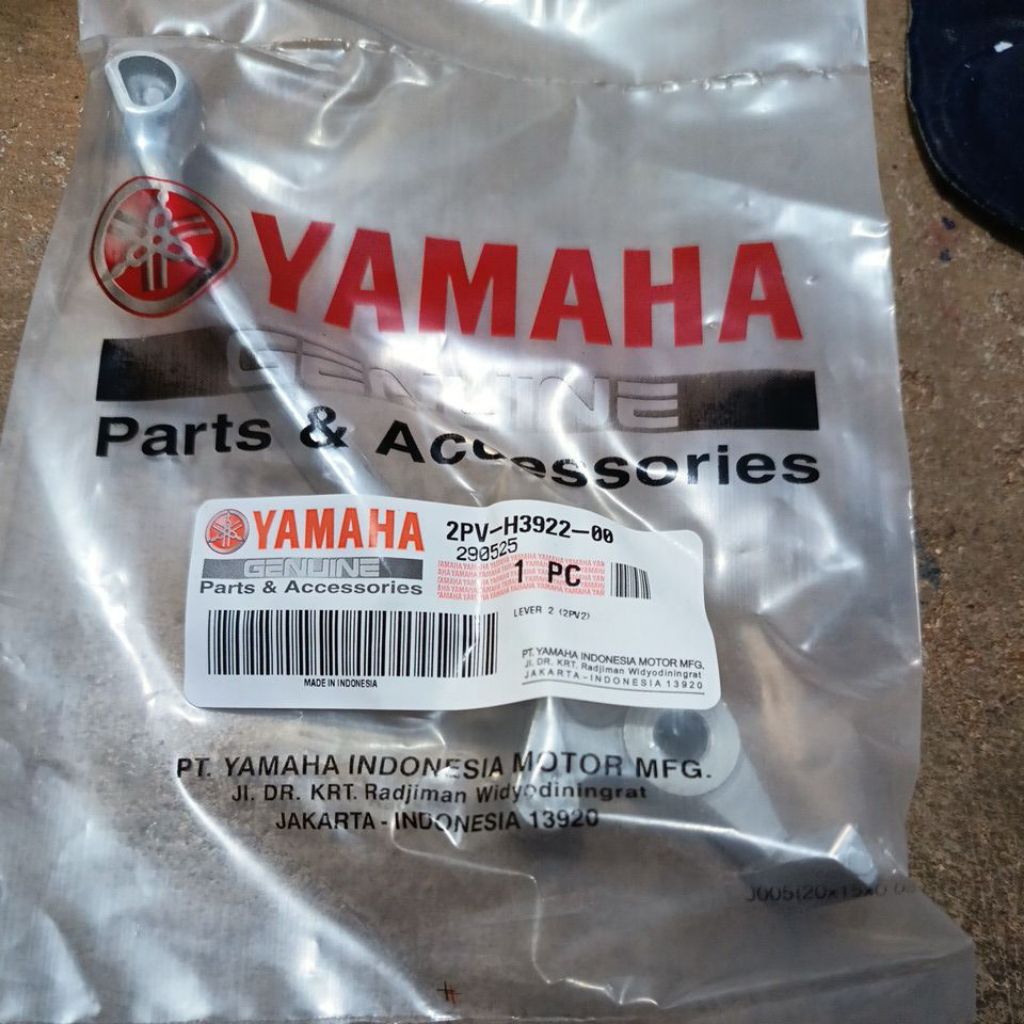 YAMAHA
GENUINE
Parts & Accessories
YAMAHA
GENUINE
Parts & Accessories
2PV-H3922-00
290525
1 PC
LEVER 2 (2PV2)
MADE IN INDONESIA
PT. YAMAHA INDONESIA MOTOR MFG.
Jl. DR. KRT. Radjiman Widyodiningrat
JAKARTA-INDONESIA 13920
PT. YAMAHA INDONESIA MOTOR MFG.
Jl. DR. KRT. Radjiman Widyodiningrat
JAKARTA - INDONESIA 13920